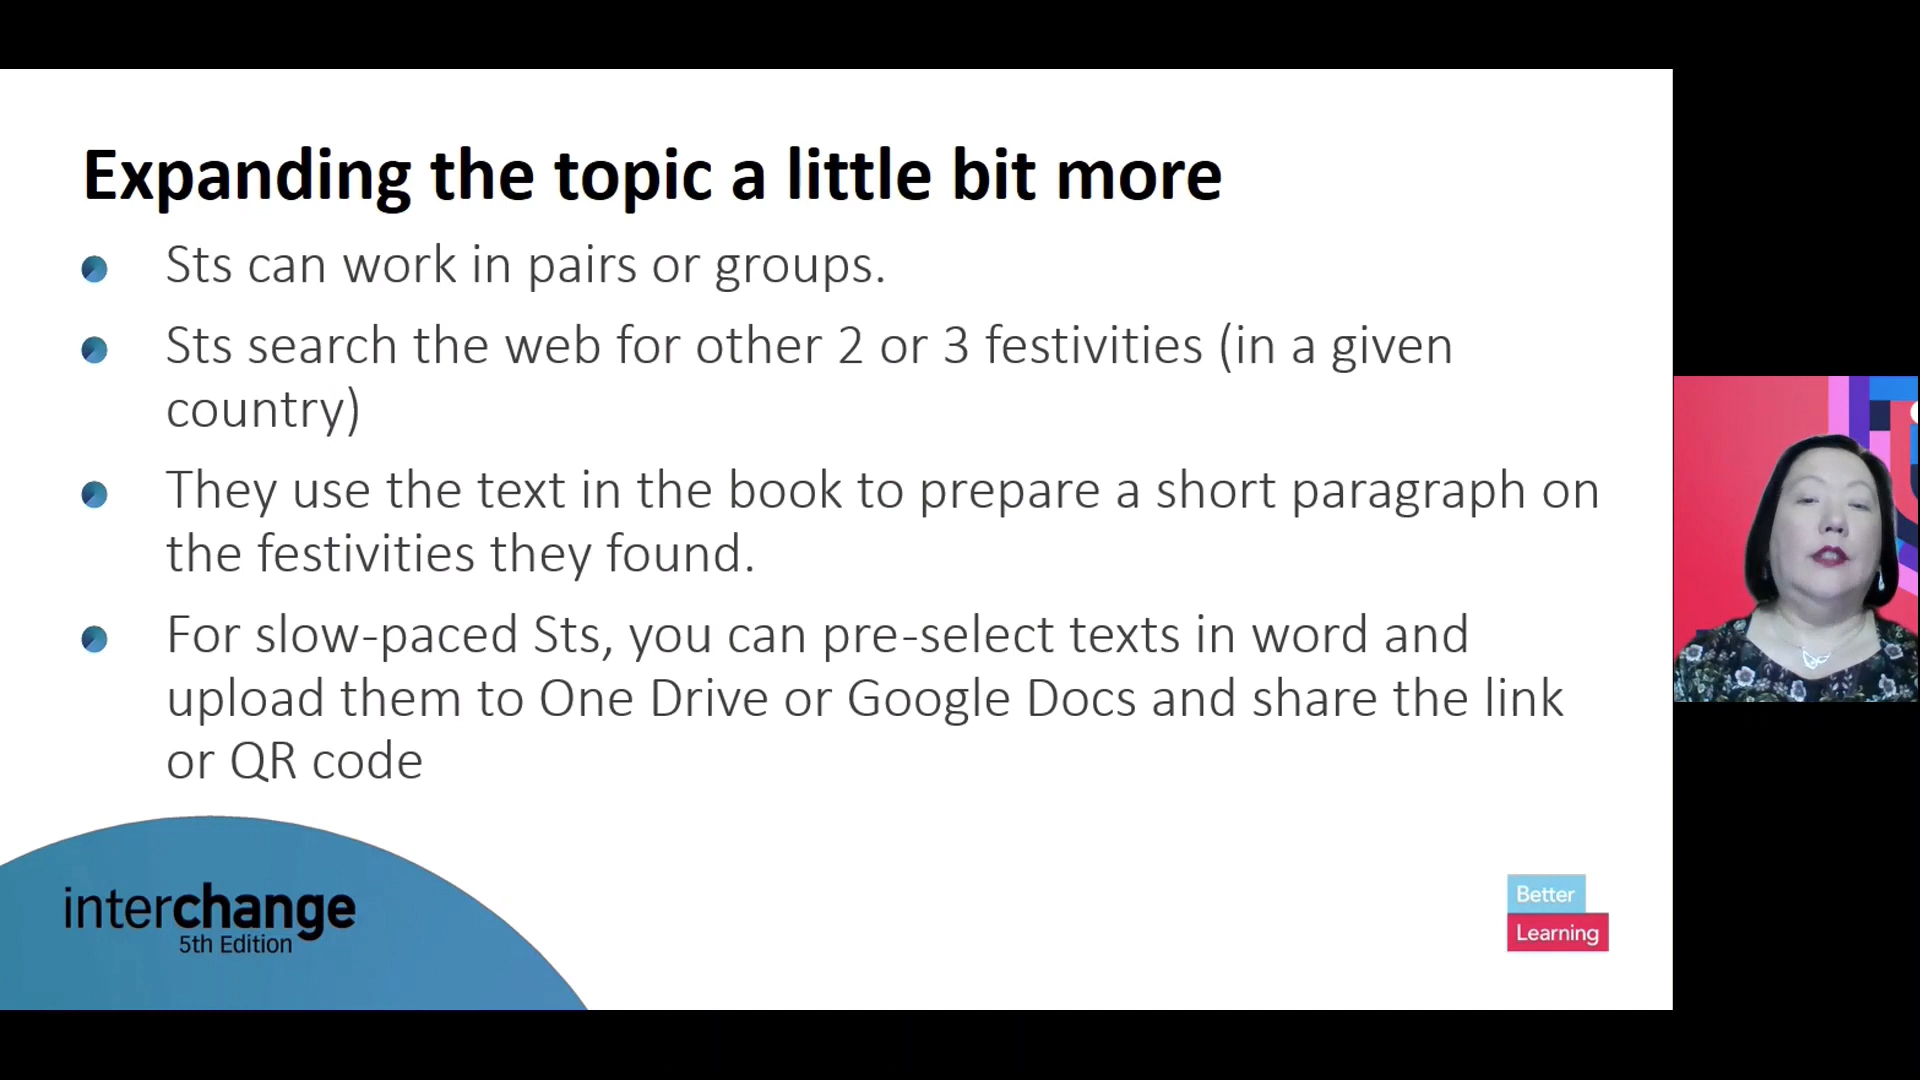 Expanding the topic a little bit more
Sts can work in pairs or groups.
Sts search the web for other 2 or 3 festivities (in a given
country)
They use the text in the book to prepare a short paragraph on
the festivities they found.
For slow-paced Sts, you can pre-select texts in word and
upload them to One Drive or Google Docs and share the link
or QR code
interchange
5th Edition
Better
Learning